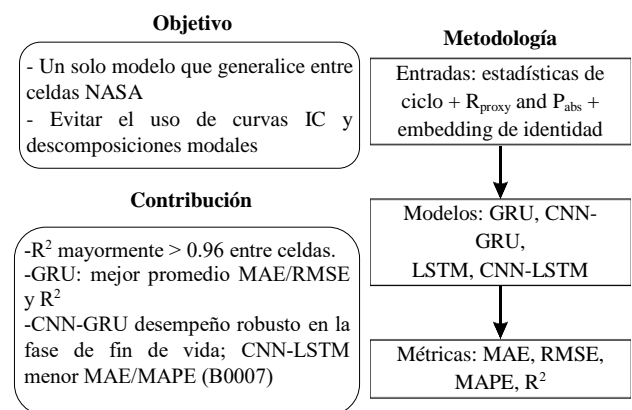 Objetivo
- Un solo modelo que generalice entre
celdas NASA
- Evitar el uso de curvas IC y
descomposiciones modales
Contribución
-R² mayormente > 0.96 entre celdas.
-GRU: mejor promedio MAE/RMSE
y R²
-CNN-GRU desempeño robusto en la
fase de fin de vida; CNN-LSTM
menor MAE/MAPE (B0007)
Metodología
Entradas: estadísticas de
ciclo + Rproxy and Pabs +
embedding de identidad
Modelos: GRU, CNN-
GRU,
LSTM, CNN-LSTM
Métricas: MAE, RMSE,
MAPE, R²